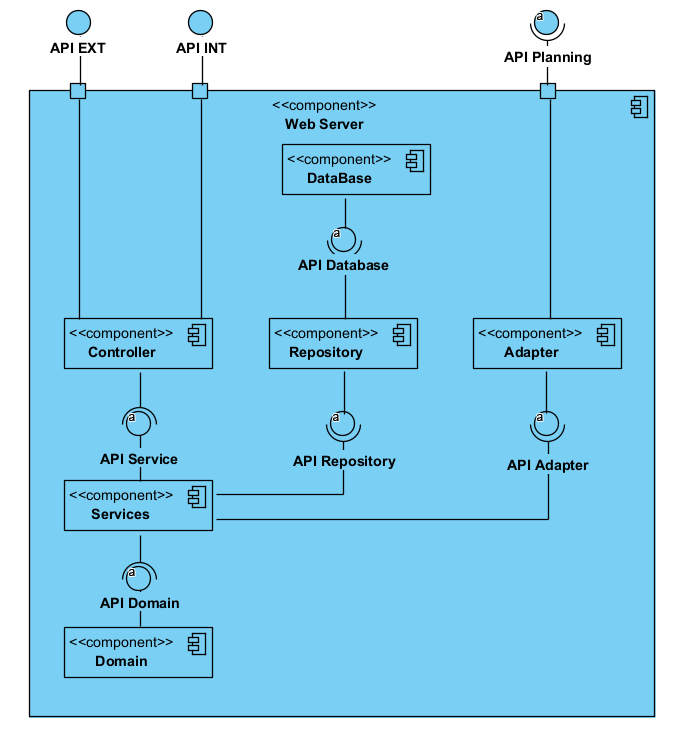 API EXT
API INT
a
API Planning
<<component>>
Web Server
<<component>>
DataBase
a
API Database
<<component>>
Controller
<<component>>
Repository
<<component>>
Adapter
a
API Service
a
API Repository
a
API Adapter
<<component>>
Services
a
API Domain
<<component>>
Domain